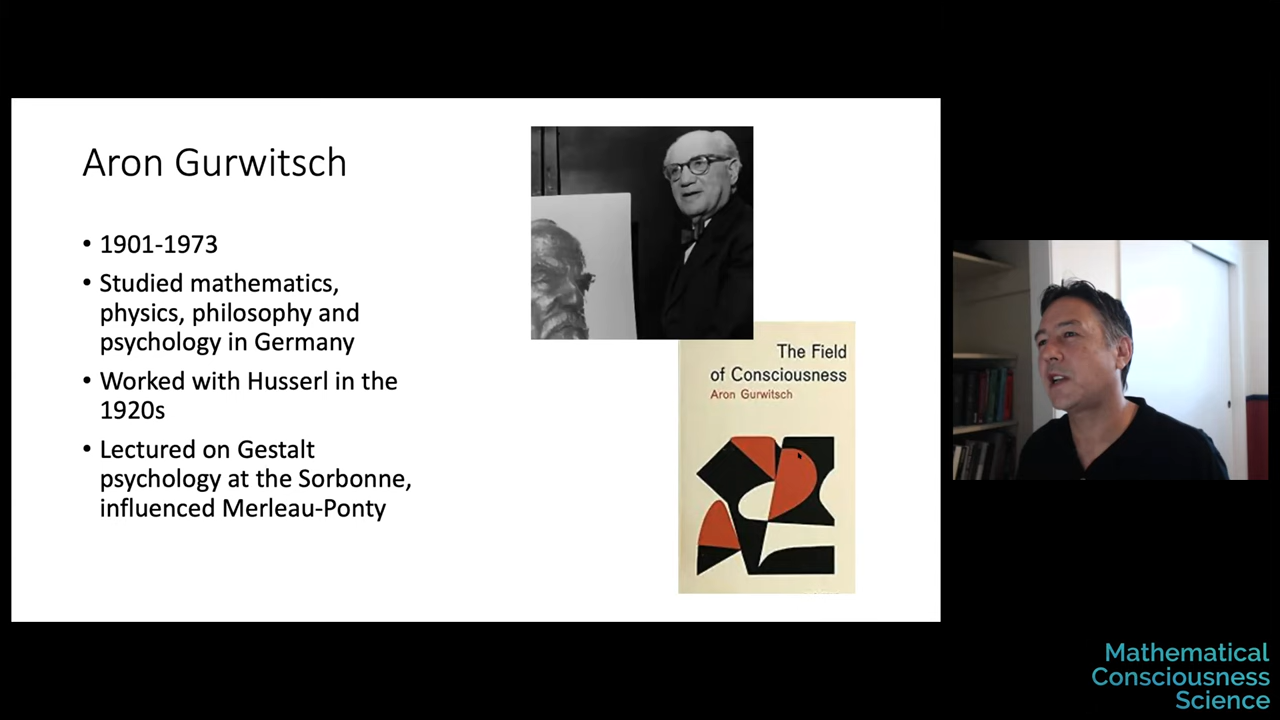 Aron Gurwitsch
• 1901-1973
• Studied mathematics,
physics, philosophy and
psychology in Germany
• Worked with Husserl in the
1920s
• Lectured on Gestalt
psychology at the Sorbonne,
influenced Merleau-Ponty
The Field
of Consciousness
Aron Gurwitsch
Mathematical
Consciousness
Science